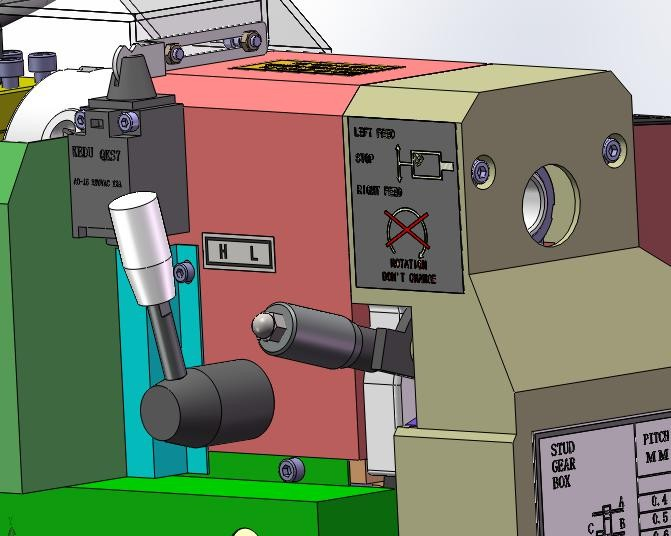 KEDU QKS7
LEFT FEED
STOP
RIGHT FEED
H L
ROTATION
DON'T CHANGE
STUD
GEAR
BOX
PITCH
MM
0.4
0.5
A
C B